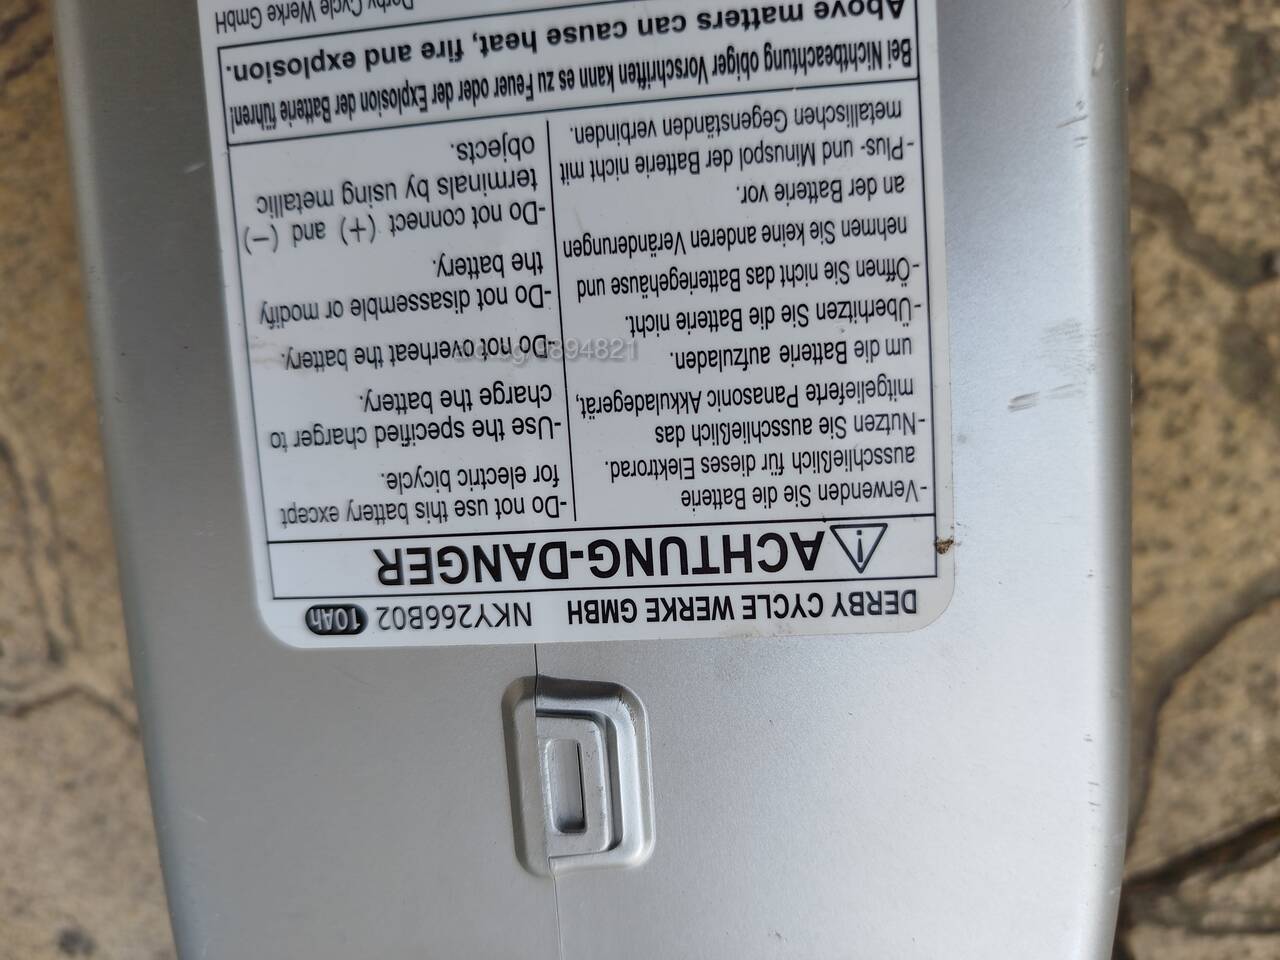 DERBY CYCLE WERKE GMBH NKY266B02 10Ah
ACHTUNG-DANGER
-Verwenden Sie die Batterie
ausschließlich für dieses Elektrorad.
-Nutzen Sie ausschließlich das
mitgelieferte Panasonic Akkuladegerät,
um die Batterie aufzuladen.
-Überhitzen Sie die Batterie nicht.
-Öffnen Sie nicht das Batteriegehäuse und
nehmen Sie keine anderen Veränderungen
an der Batterie vor.
-Plus- und Minuspol der Batterie nicht mit
metallischen Gegenständen verbinden.
-Do not use this battery except
for electric bicycle.
-Use the specified charger to
charge the battery.
-Do not overheat the battery.
-Do not disassemble or modify
the battery.
-Do not connect (+) and (−)
terminals by using metallic
objects.
Bei Nichtbeachtung obiger Vorschriften kann es zu Feuer oder der Explosion der Batterie führen!
Above matters can cause heat, fire and explosion.
Derby Cycle Werke GmbH